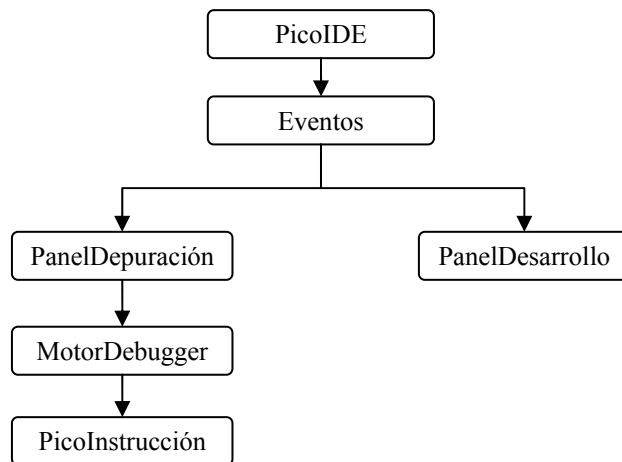 PicoIDE
Eventos
PanelDepuración
PanelDesarrollo
MotorDebugger
PicoInstrucción